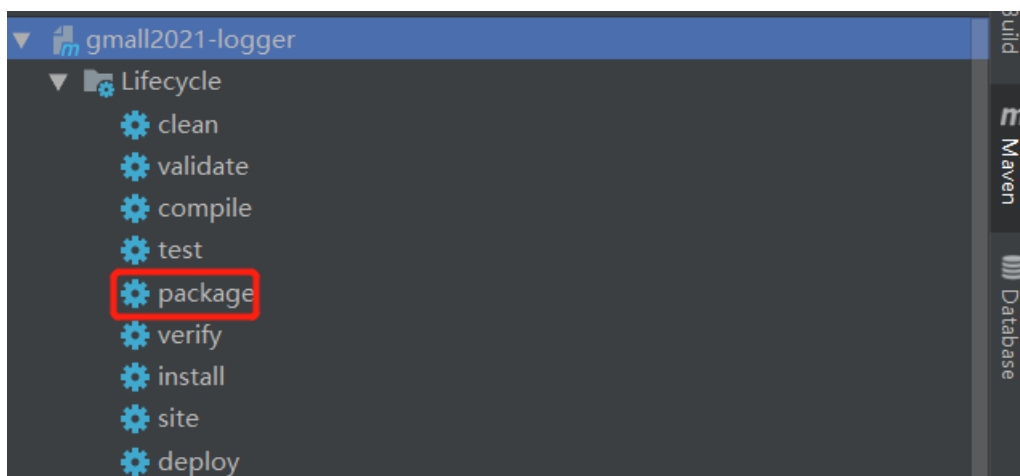 gmall2021-logger
Lifecycle
clean
validate
compile
test
package
verify
install
site
deploy
Build
Maven
Database